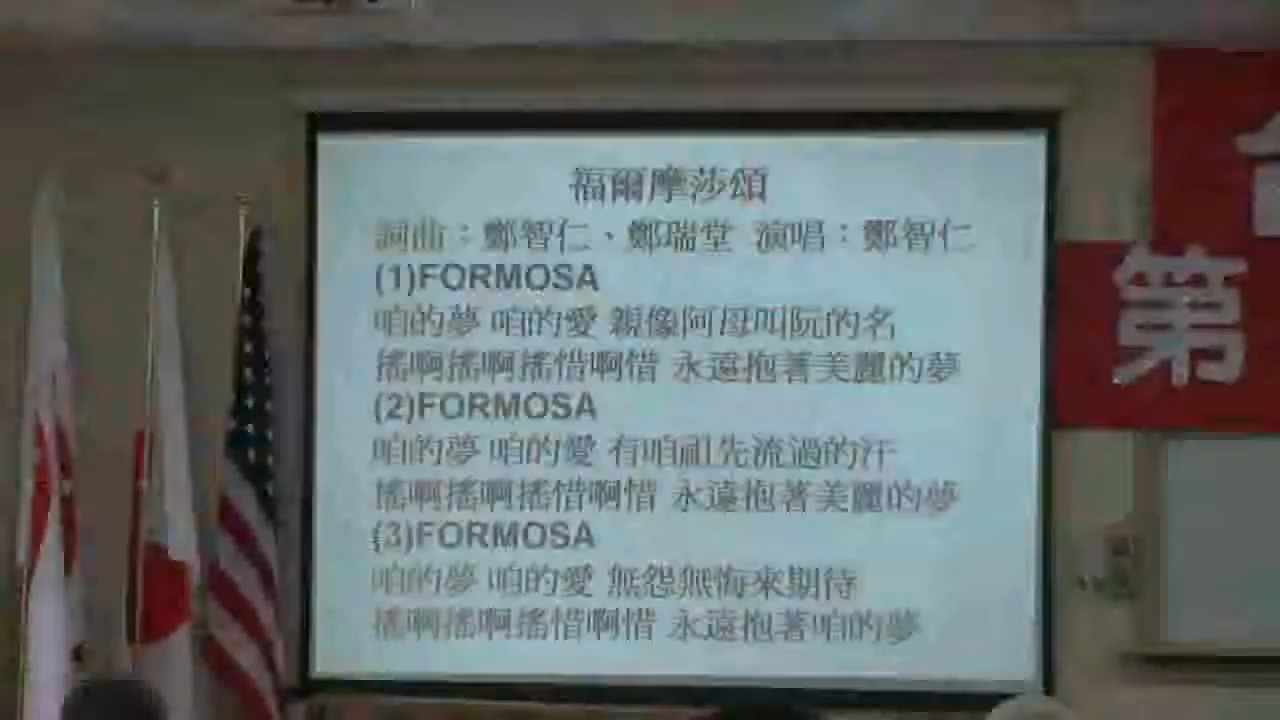 福爾摩莎頌
詞曲：鄭智仁、鄭瑞堂 演唱：鄭智仁
(1)FORMOSA
咱的夢 咱的愛 親像阿母叫阮的名
搖啊搖啊搖惜啊惜 永遠抱著美麗的夢
(2)FORMOSA
咱的夢 咱的愛 有咱祖先流過的汗
搖啊搖啊搖惜啊惜 永遠抱著美麗的夢
(3)FORMOSA
咱的夢 咱的愛 無怨無悔來期待
搖啊搖啊搖惜啊惜 永遠抱著咱的夢
第